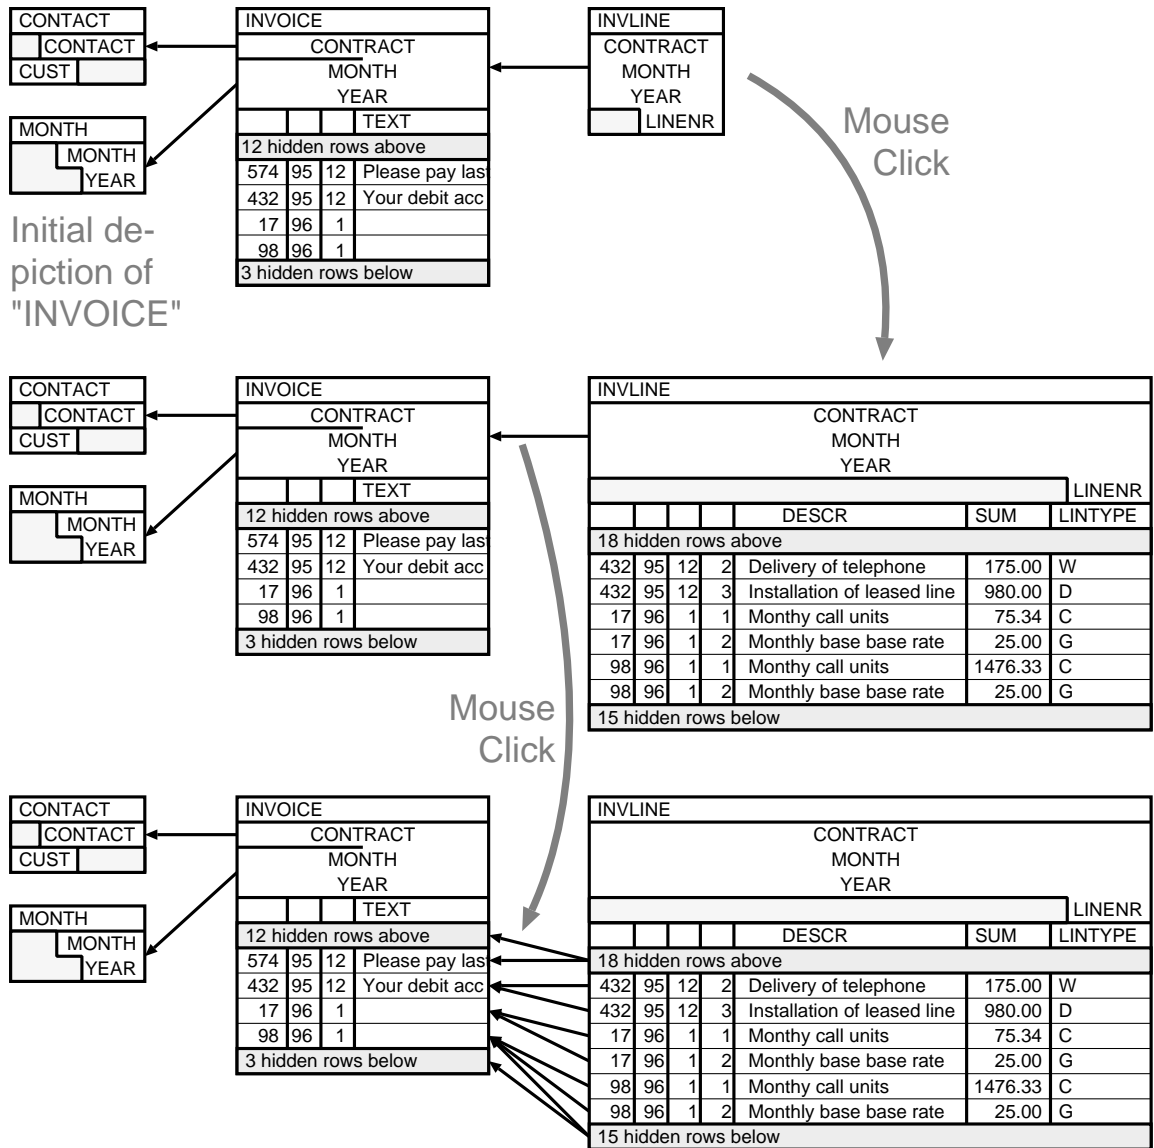 CONTACT
CONTACT
CUST
MONTH
MONTH
YEAR
Initial de-
piction of
"INVOICE"
INVOICE
CONTRACT
MONTH
YEAR
TEXT
12 hidden rows above
574 95 12 Please pay las
432 95 12 Your debit acc
17 96 1
98 96 1
3 hidden rows below
INVLINE
CONTRACT
MONTH
YEAR
LINENR
Mouse
Click
CONTACT
CONTACT
CUST
MONTH
MONTH
YEAR
INVOICE
CONTRACT
MONTH
YEAR
TEXT
12 hidden rows above
574 95 12 Please pay las
432 95 12 Your debit acc
17 96 1
98 96 1
3 hidden rows below
INVLINE
CONTRACT
MONTH
YEAR
LINENR
DESCR SUM LINTYPE
18 hidden rows above
432 95 12 2 Delivery of telephone 175.00 W
432 95 12 3 Installation of leased line 980.00 D
17 96 1 1 Monthy call units 75.34 C
17 96 1 2 Monthly base base rate 25.00 G
98 96 1 1 Monthy call units 1476.33 C
98 96 1 2 Monthly base base rate 25.00 G
15 hidden rows below
Mouse
Click
CONTACT
CONTACT
CUST
MONTH
MONTH
YEAR
INVOICE
CONTRACT
MONTH
YEAR
TEXT
12 hidden rows above
574 95 12 Please pay las
432 95 12 Your debit acc
17 96 1
98 96 1
3 hidden rows below
INVLINE
CONTRACT
MONTH
YEAR
LINENR
DESCR SUM LINTYPE
18 hidden rows above
432 95 12 2 Delivery of telephone 175.00 W
432 95 12 3 Installation of leased line 980.00 D
17 96 1 1 Monthy call units 75.34 C
17 96 1 2 Monthly base base rate 25.00 G
98 96 1 1 Monthy call units 1476.33 C
98 96 1 2 Monthly base base rate 25.00 G
15 hidden rows below